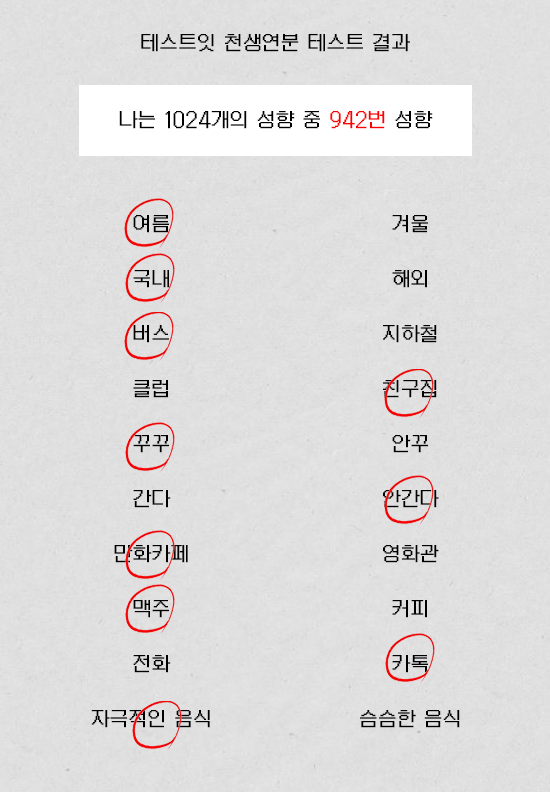 테스트잇 천생연분 테스트 결과
나는 1024개의 성향 중 942번 성향
여름 겨울
국내 해외
버스 지하철
클럽 친구집
꾸꾸 안꾸
간다 안간다
만화카페 영화관
맥주 커피
전화 카톡
자극적인 음식 슴슴한 음식